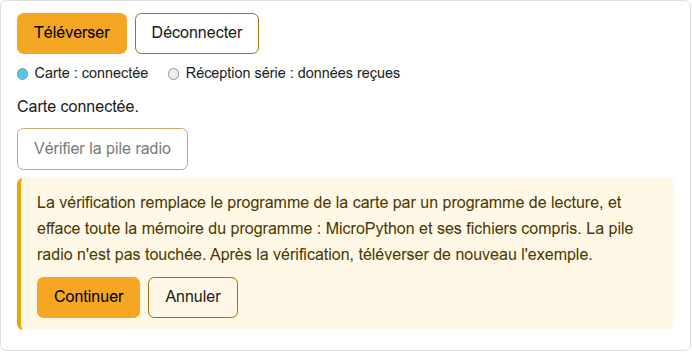 Téléverser Déconnecter
Carte : connectée Réception série : données reçues
Carte connectée.
Vérifier la pile radio
La vérification remplace le programme de la carte par un programme de lecture, et
efface toute la mémoire du programme : MicroPython et ses fichiers compris. La pile
radio n'est pas touchée. Après la vérification, téléverser de nouveau l'exemple.
Continuer Annuler